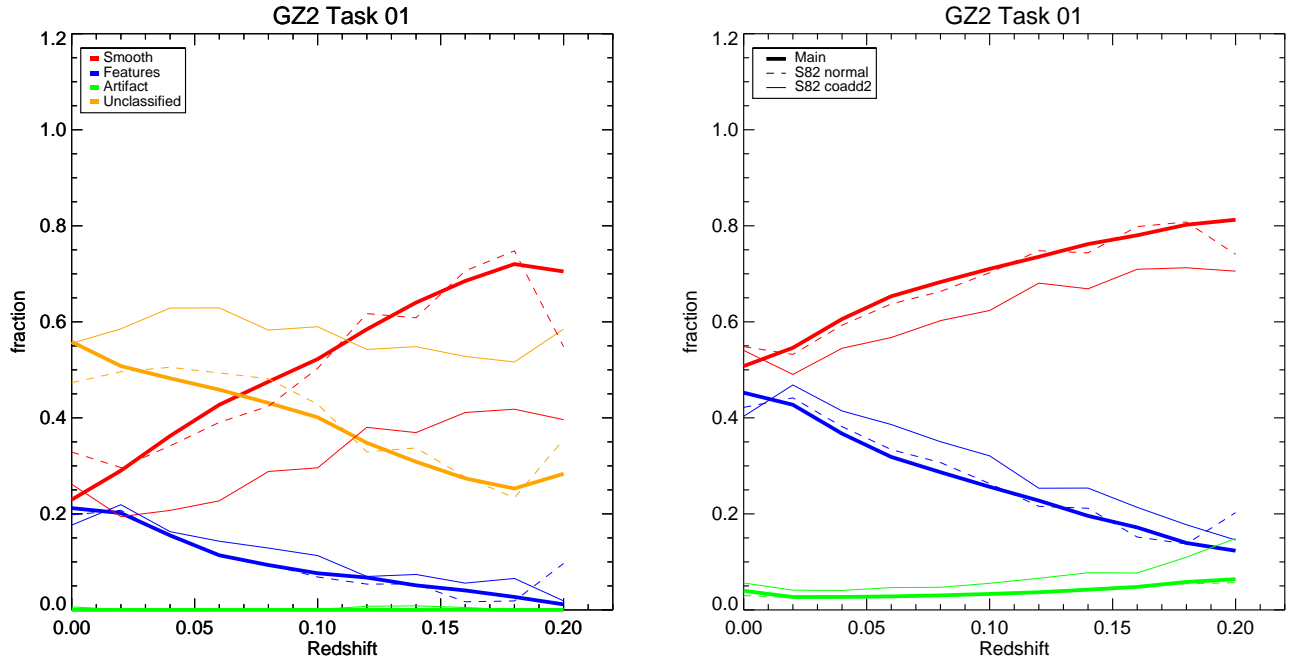 GZ2 Task 01
1.2
1.0
0.8
0.6
0.4
0.2
0.0
fraction
Smooth
Features
Artifact
Unclassified
0.00
0.05
0.10
0.15
0.20
Redshift
GZ2 Task 01
1.2
1.0
0.8
0.6
0.4
0.2
0.0
fraction
Main
S82 normal
S82 coadd2
0.00
0.05
0.10
0.15
0.20
Redshift